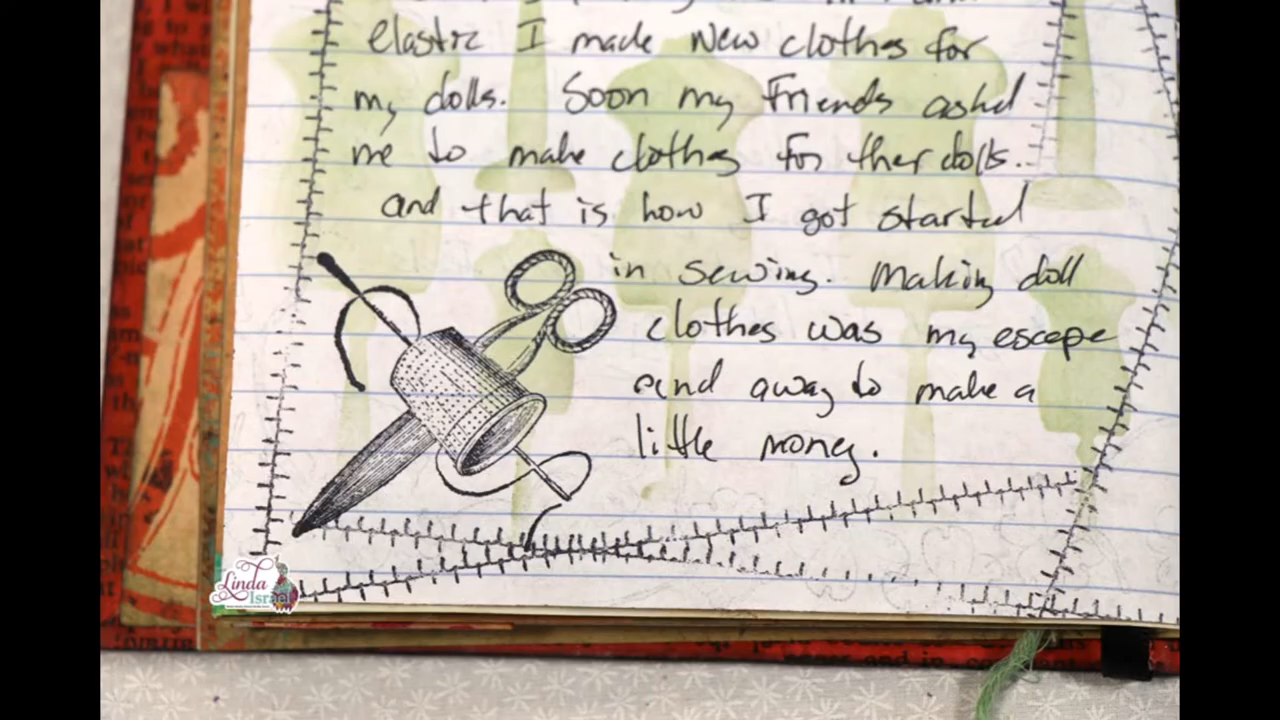 elastic I made New clothes for
my dolls. Soon my Friends asked
me to make clothes for ther dolls.
and that is how I got started
in sewing. Making doll
clothes was my escape
and away to make a
little money.
Linda
Israel